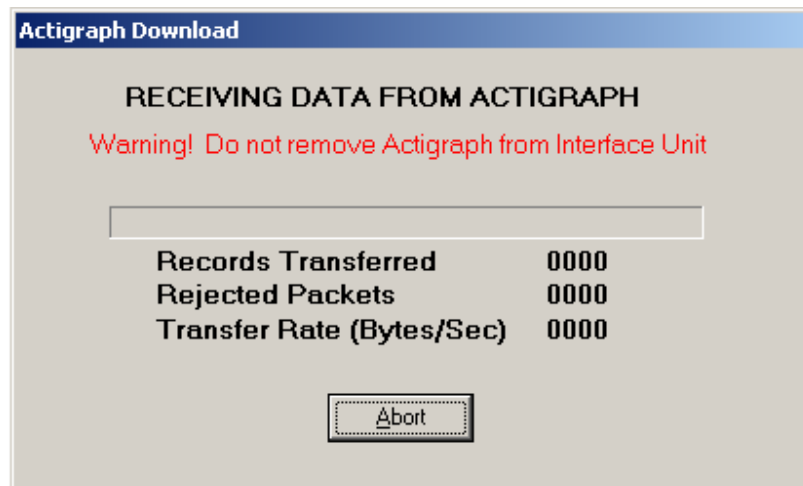 Actigraph Download
RECEIVING DATA FROM ACTIGRAPH
Warning! Do not remove Actigraph from Interface Unit
Records Transferred 0000
Rejected Packets 0000
Transfer Rate (Bytes/Sec) 0000
Abort